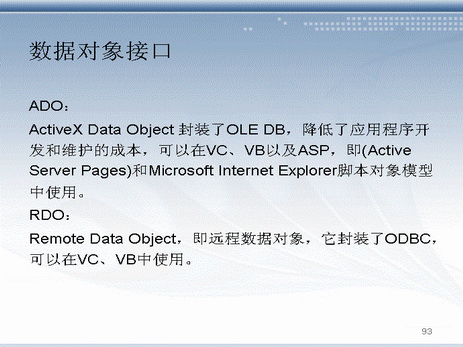 数据对象接口
ADO：
ActiveX Data Object 封装了OLE DB，降低了应用程序开
发和维护的成本，可以在VC、VB以及ASP，即(Active
Server Pages)和Microsoft Internet Explorer脚本对象模型
中使用。
RDO：
Remote Data Object，即远程数据对象，它封装了ODBC，
可以在VC、VB中使用。
93